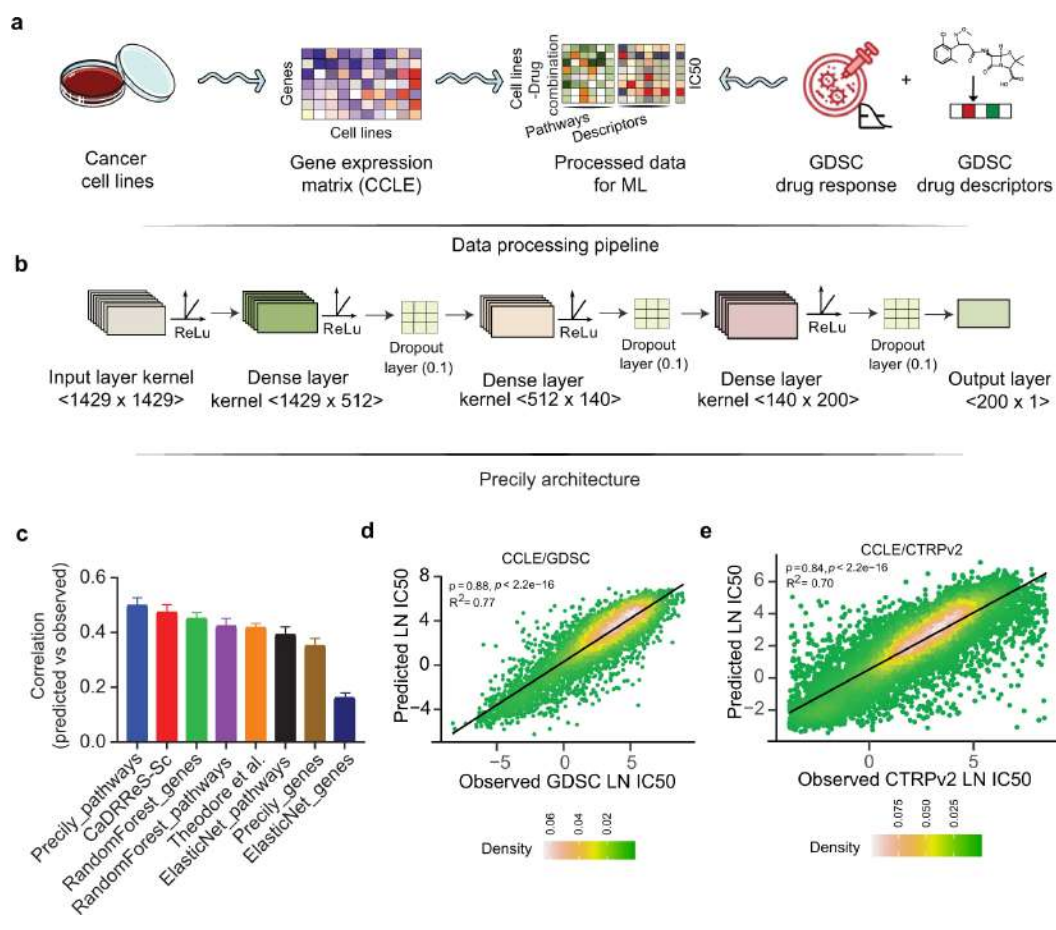 a
Genes
Cell lines
Cell lines
-Drug
combination
Pathways
Descriptors
IC50
+
Cancer
cell lines
Gene expression
matrix (CCLE)
Processed data
for ML
GDSC
drug response
GDSC
drug descriptors
Data processing pipeline
b
ReLu
ReLu
ReLu
ReLu
Dropout
layer (0.1)
Dropout
layer (0.1)
Dropout
layer (0.1)
Input layer kernel
<1429 x 1429>
Dense layer
kernel <1429 x 512>
Dense layer
kernel <512 x 140>
Dense layer
kernel <140 x 200>
Output layer
<200 x 1>
Precily architecture
c
Correlation
(predicted vs observed)
0.6
0.4
0.2
0.0
Precily_pathways
CaDRReS-Sc
RandomForest_genes
RandomForest_pathways
Theodore et al.
ElasticNet_pathways
Precily_genes
ElasticNet_genes
d
CCLE/GDSC
ρ=0.88, p< 2.2e−16
R²= 0.77
Predicted LN IC50
8
4
0
−4
−5
0
5
Observed GDSC LN IC50
Density
0.06
0.04
0.02
e
CCLE/CTRPv2
ρ=0.84, p<2.2e−16
R²= 0.70
Predicted LN IC50
6
4
2
0
−2
0
5
Observed CTRPv2 LN IC50
Density
0.075
0.050
0.025